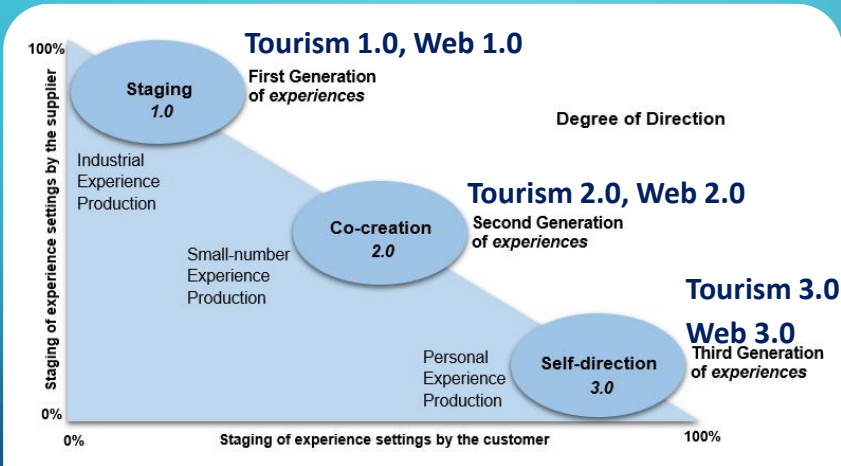 Tourism 1.0, Web 1.0
100%
First Generation
of experiences
Staging
1.0
Degree of Direction
Staging of experience settings by the supplier
Industrial
Experience
Production
Tourism 2.0, Web 2.0
Co-creation
2.0
Second Generation
of experiences
Small-number
Experience
Production
Tourism 3.0
Web 3.0
Third Generation
of experiences
Personal
Experience
Production
Self-direction
3.0
0%
0%
Staging of experience settings by the customer
100%